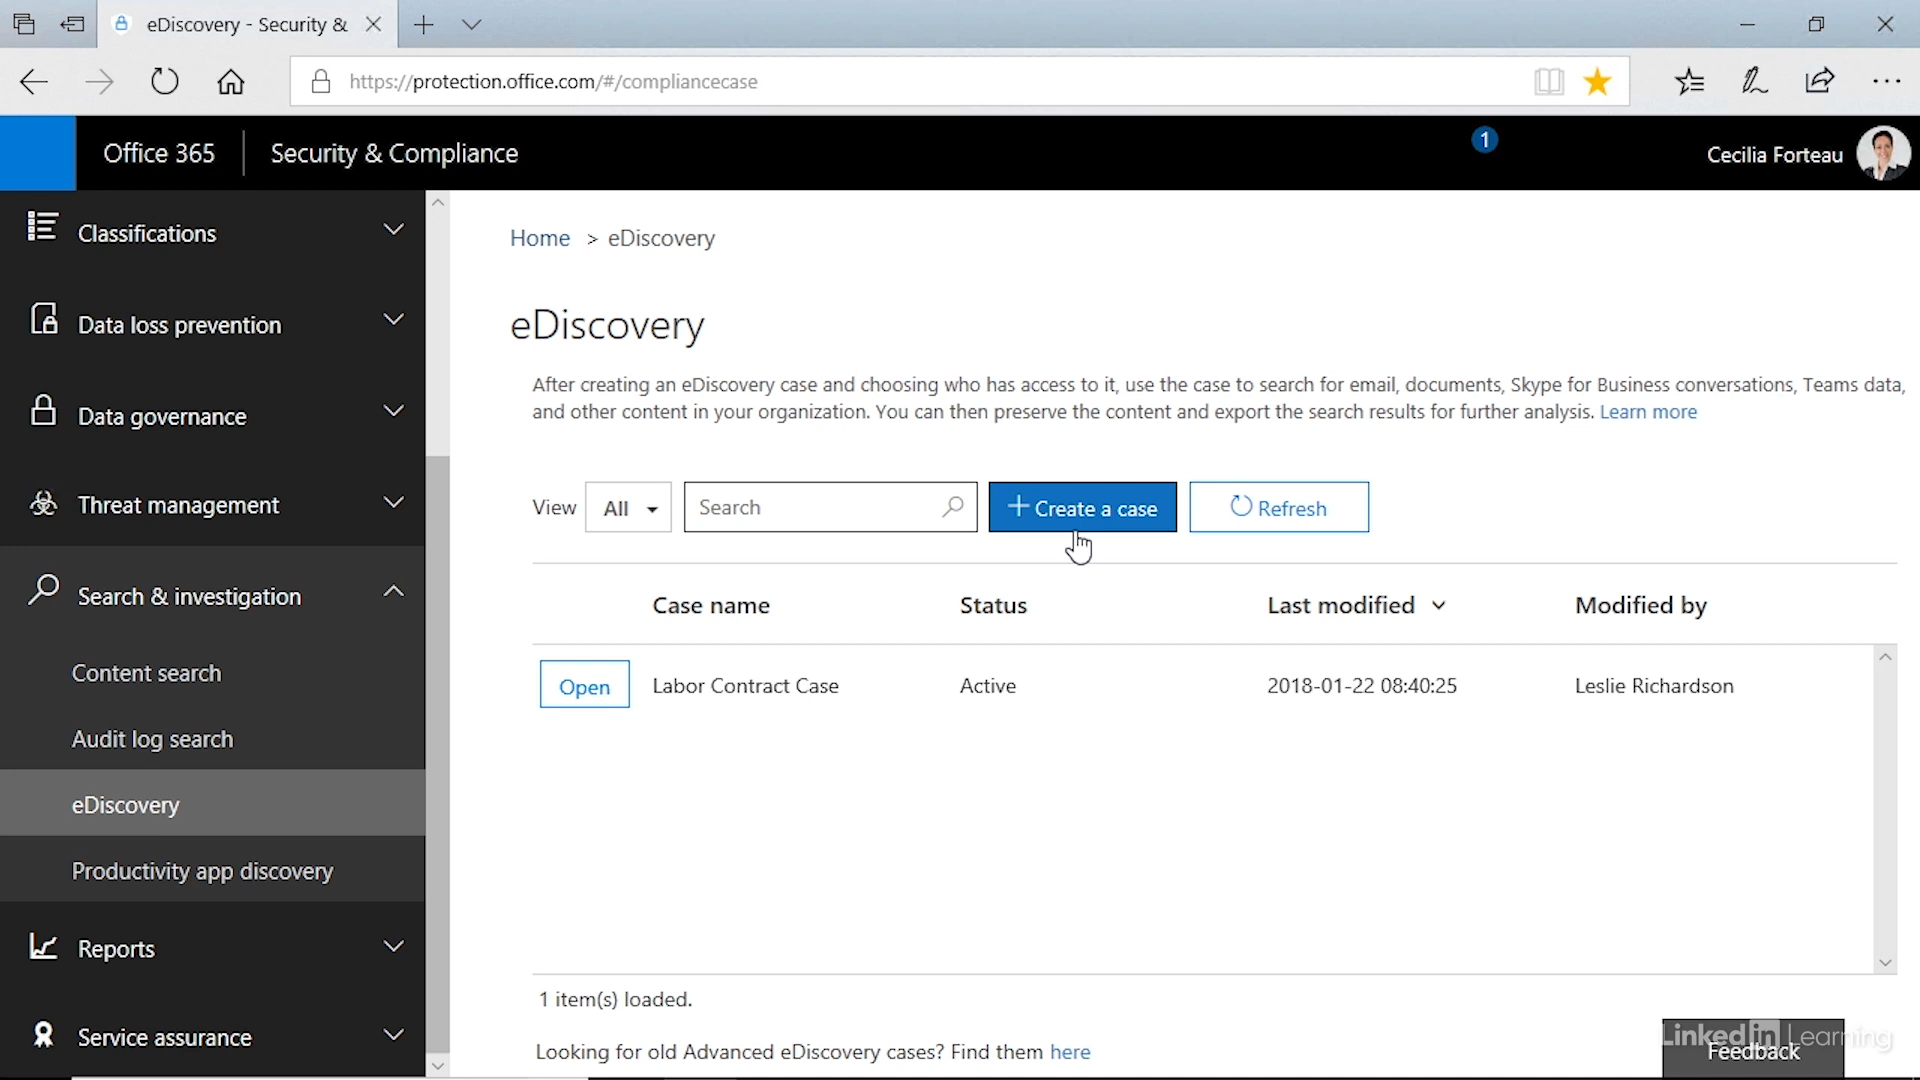 eDiscovery - Security &
https://protection.office.com/#/compliancecase
Office 365
Security & Compliance
1
Cecilia Forteau
Classifications
Data loss prevention
Data governance
Threat management
Search & investigation
Content search
Audit log search
eDiscovery
Productivity app discovery
Reports
Service assurance
Home > eDiscovery
eDiscovery
After creating an eDiscovery case and choosing who has access to it, use the case to search for email, documents, Skype for Business conversations, Teams data,
and other content in your organization. You can then preserve the content and export the search results for further analysis. Learn more
View All Search + Create a case Refresh
Case name Status Last modified Modified by
Open Labor Contract Case Active 2018-01-22 08:40:25 Leslie Richardson
1 item(s) loaded.
Looking for old Advanced eDiscovery cases? Find them here
LinkedIn Learning
Feedback